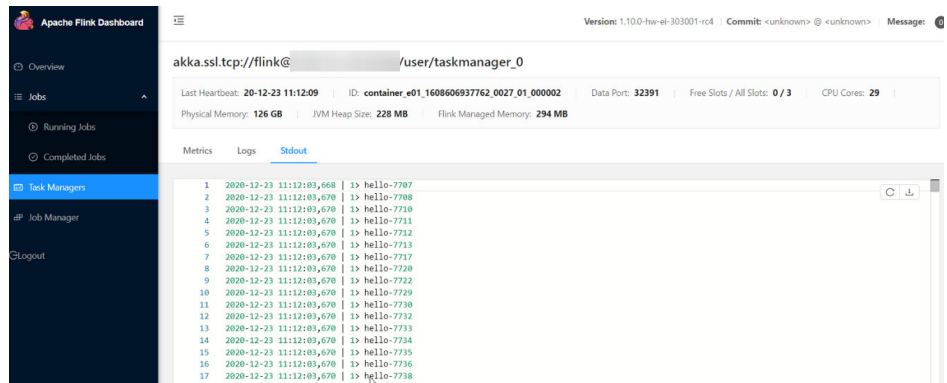 Apache Flink Dashboard
Version: 1.10.0-hw-ei-303001-rc4 Commit: <unknown> @ <unknown> Message: 0
Overview
Jobs
Running Jobs
Completed Jobs
Task Managers
Job Manager
Logout
akka.ssl.tcp://flink@ /user/taskmanager_0
Last Heartbeat: 20-12-23 11:12:09 ID: container_e01_1608606937762_0027_01_000002 Data Port: 32391 Free Slots / All Slots: 0 / 3 CPU Cores: 29
Physical Memory: 126 GB JVM Heap Size: 228 MB Flink Managed Memory: 294 MB
Metrics Logs Stdout
1 2020-12-23 11:12:03,668 | 1> hello-7707
2 2020-12-23 11:12:03,670 | 1> hello-7708
3 2020-12-23 11:12:03,670 | 1> hello-7710
4 2020-12-23 11:12:03,670 | 1> hello-7711
5 2020-12-23 11:12:03,670 | 1> hello-7712
6 2020-12-23 11:12:03,670 | 1> hello-7713
7 2020-12-23 11:12:03,670 | 1> hello-7717
8 2020-12-23 11:12:03,670 | 1> hello-7720
9 2020-12-23 11:12:03,670 | 1> hello-7722
10 2020-12-23 11:12:03,670 | 1> hello-7729
11 2020-12-23 11:12:03,670 | 1> hello-7730
12 2020-12-23 11:12:03,670 | 1> hello-7732
13 2020-12-23 11:12:03,670 | 1> hello-7733
14 2020-12-23 11:12:03,670 | 1> hello-7734
15 2020-12-23 11:12:03,670 | 1> hello-7735
16 2020-12-23 11:12:03,670 | 1> hello-7736
17 2020-12-23 11:12:03,670 | 1> hello-7738